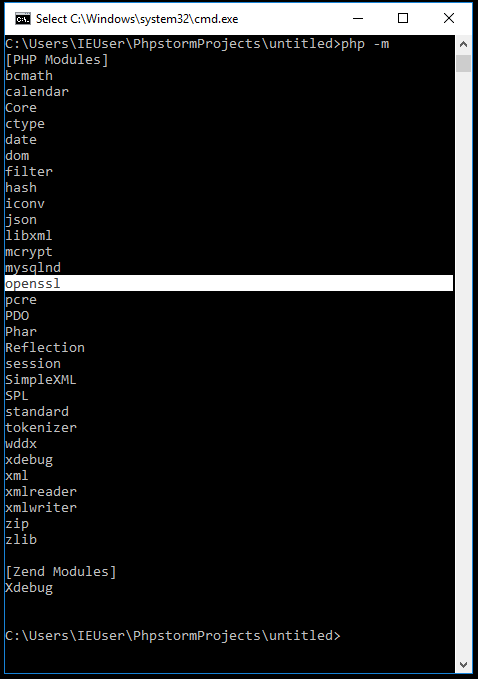 Select C:\Windows\system32\cmd.exe
C:\Users\IEUser\PhpstormProjects\untitled>php -m
[PHP Modules]
bcmath
calendar
Core
ctype
date
dom
filter
hash
iconv
json
libxml
mcrypt
mysqlnd
openssl
pcre
PDO
Phar
Reflection
session
SimpleXML
SPL
standard
tokenizer
wddx
xdebug
xml
xmlreader
xmlwriter
zip
zlib
[Zend Modules]
Xdebug
C:\Users\IEUser\PhpstormProjects\untitled>